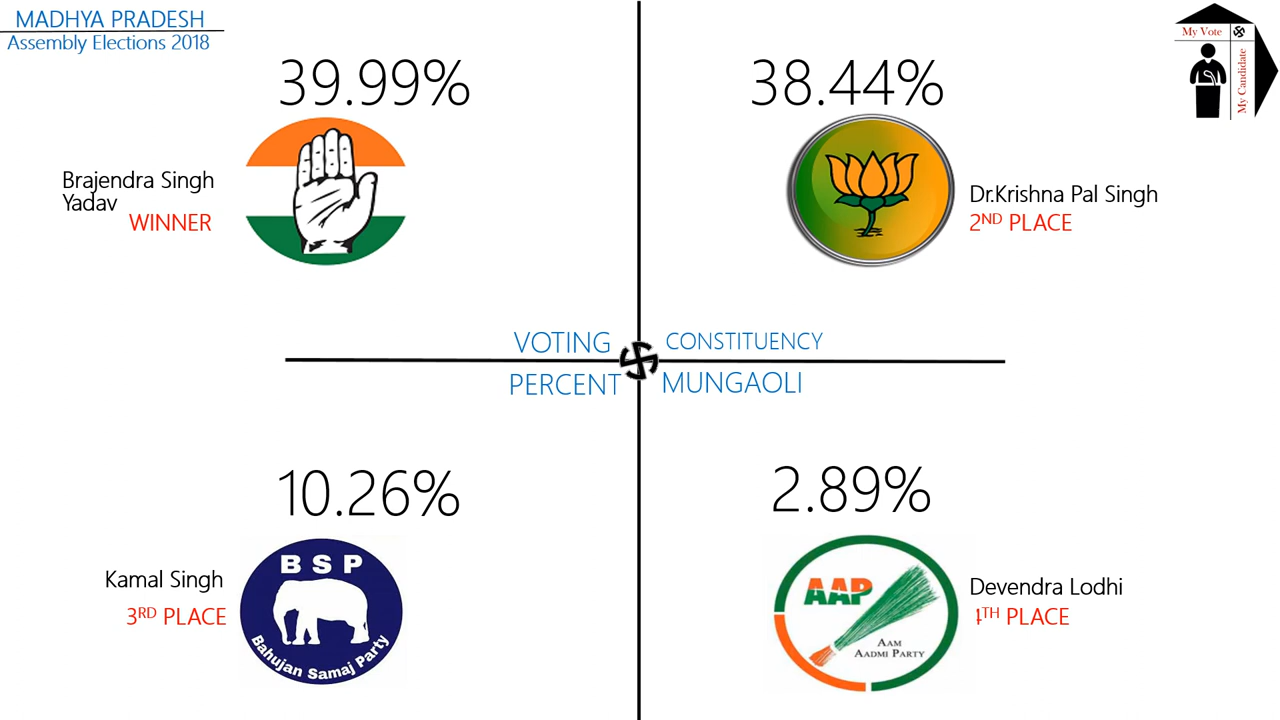 MADHYA PRADESH
Assembly Elections 2018
My Vote
My Candidate
39.99%
Brajendra Singh
Yadav
WINNER
38.44%
Dr.Krishna Pal Singh
2ND PLACE
VOTING
PERCENT
CONSTITUENCY
MUNGAOLI
10.26%
Kamal Singh
3RD PLACE
BSP
Bahujan Samaj Party
2.89%
AAP
AAM
AADMI PARTY
Devendra Lodhi
4TH PLACE